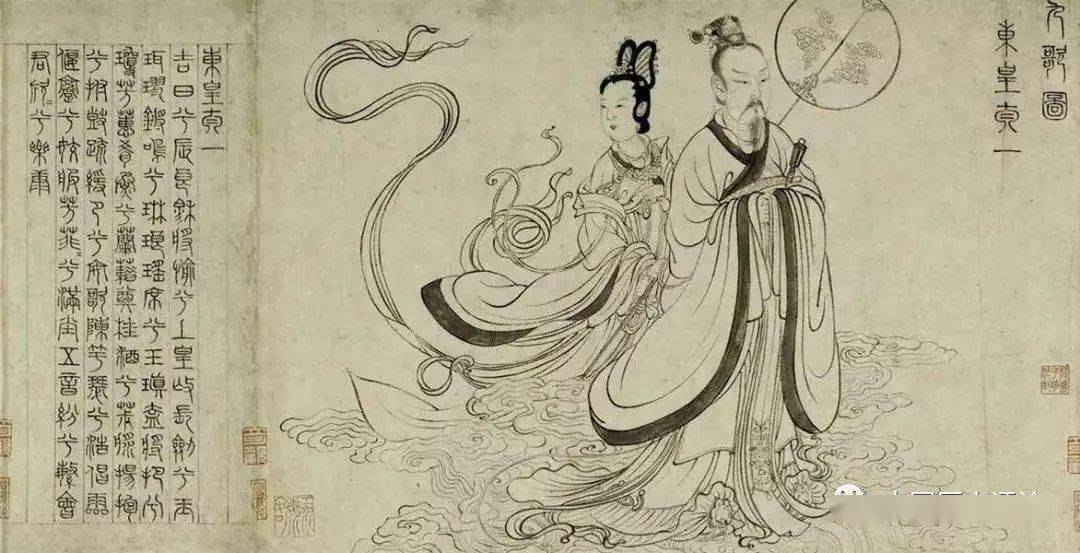 九歌圖
東皇太一
東皇太一
吉日兮辰良穆將愉兮上皇撫長劍兮玉
珥璆鏘鳴兮琳琅瑤席兮玉瑱盍將把兮
瓊芳蕙肴烝兮蘭藉奠桂酒兮椒漿揚枹
兮拊鼓疏緩節兮安歌陳竽瑟兮浩倡靈
偃蹇兮姣服芳菲菲兮滿堂五音紛兮繁會
君欣欣兮樂康